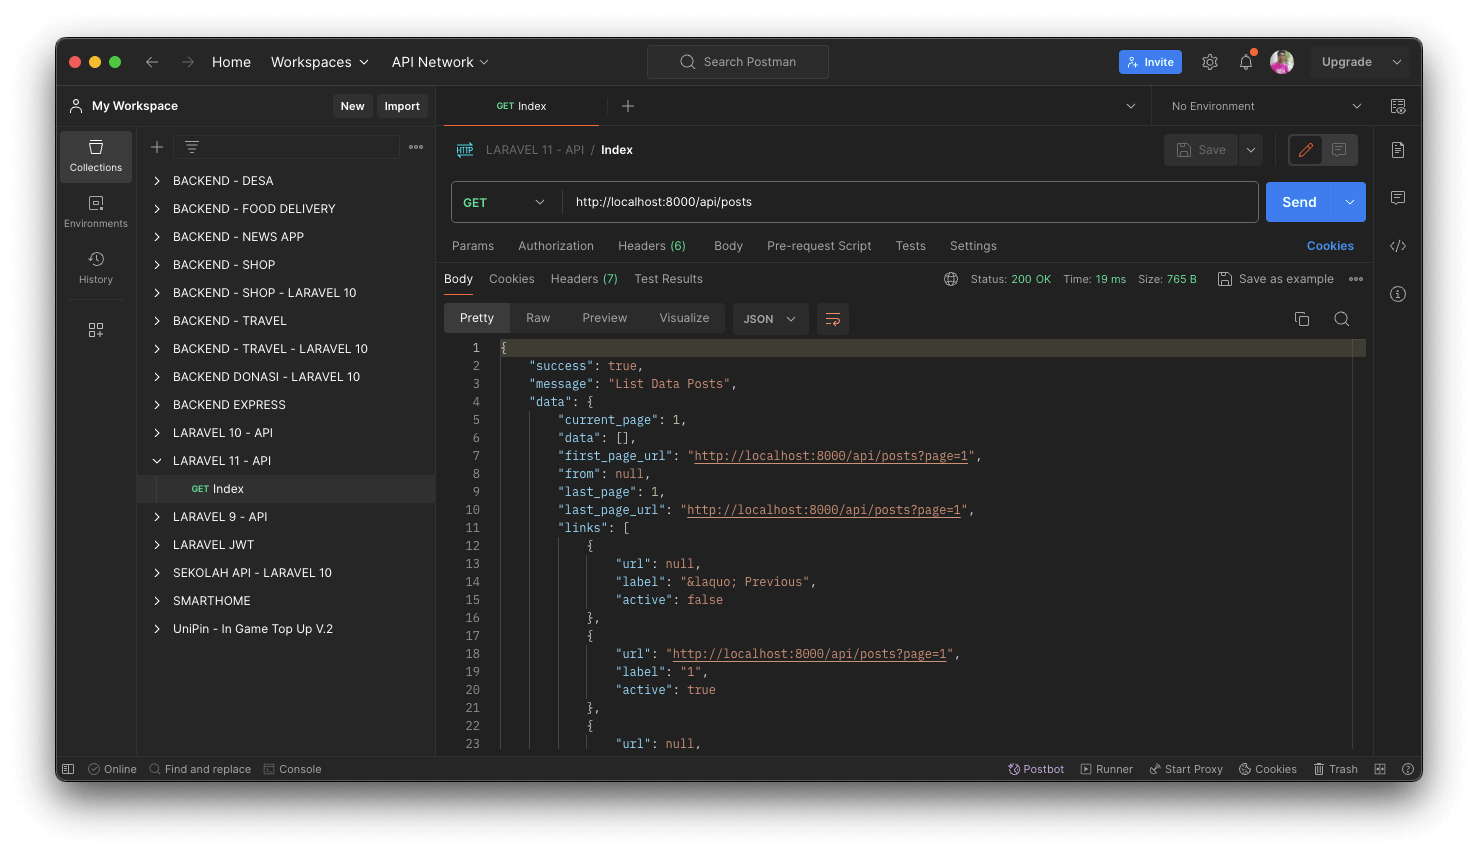 Home Workspaces API Network Search Postman Invite Upgrade
My Workspace New Import GET Index No Environment
Collections
Environments
History
BACKEND - DESA
BACKEND - FOOD DELIVERY
BACKEND - NEWS APP
BACKEND - SHOP
BACKEND - SHOP - LARAVEL 10
BACKEND - TRAVEL
BACKEND - TRAVEL - LARAVEL 10
BACKEND DONASI - LARAVEL 10
BACKEND EXPRESS
LARAVEL 10 - API
LARAVEL 11 - API
GET Index
LARAVEL 9 - API
LARAVEL JWT
SEKOLAH API - LARAVEL 10
SMARTHOME
UniPin - In Game Top Up V.2
HTTP LARAVEL 11 - API / Index Save
GET http://localhost:8000/api/posts Send
Params Authorization Headers (6) Body Pre-request Script Tests Settings Cookies
Body Cookies Headers (7) Test Results Status: 200 OK Time: 19 ms Size: 765 B Save as example
Pretty Raw Preview Visualize JSON
1 {
2 "success": true,
3 "message": "List Data Posts",
4 "data": {
5 "current_page": 1,
6 "data": [],
7 "first_page_url": "http://localhost:8000/api/posts?page=1",
8 "from": null,
9 "last_page": 1,
10 "last_page_url": "http://localhost:8000/api/posts?page=1",
11 "links": [
12 {
13 "url": null,
14 "label": "&laquo; Previous",
15 "active": false
16 },
17 {
18 "url": "http://localhost:8000/api/posts?page=1",
19 "label": "1",
20 "active": true
21 },
22 {
23 "url": null,
Online Find and replace Console Postbot Runner Start Proxy Cookies Trash